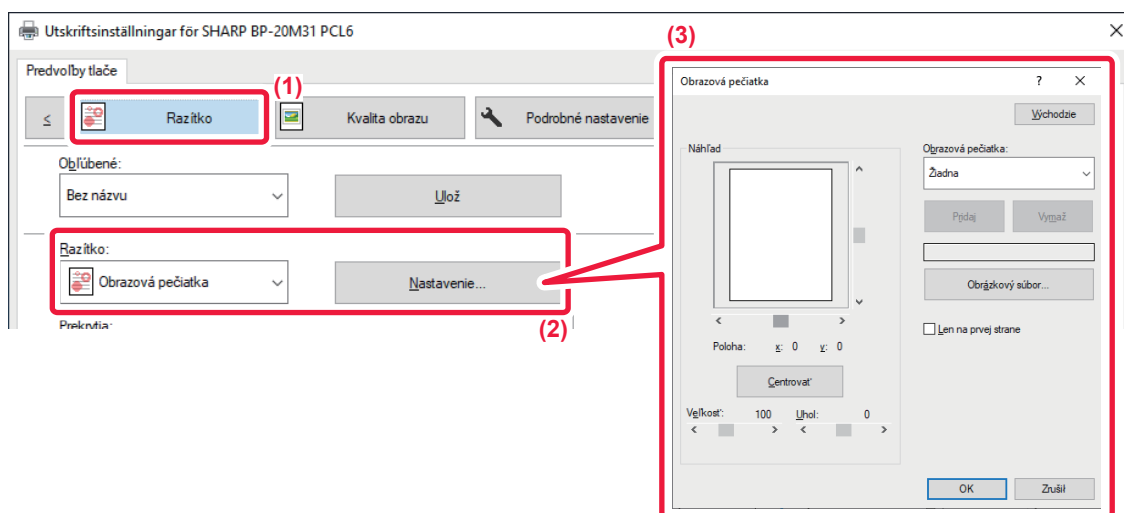 Utskriftsinställningar för SHARP BP-20M31 PCL6
Predvoľby tlače
(1)
<
Razítko
Kvalita obrazu
Podrobné nastavenie
Obľúbené:
Bez názvu
Ulož
Razítko:
Obrazová pečiatka
Nastavenie...
(2)
Prekrytia:
(3)
Obrazová pečiatka
?
Východzie
Náhľad
Obrazová pečiatka:
Žiadna
Pridaj
Vymaž
Obrázkový súbor...
Len na prvej strane
Poloha: x: 0 y: 0
Centrovať
Veľkosť: 100 Uhol: 0
OK
Zrušiť